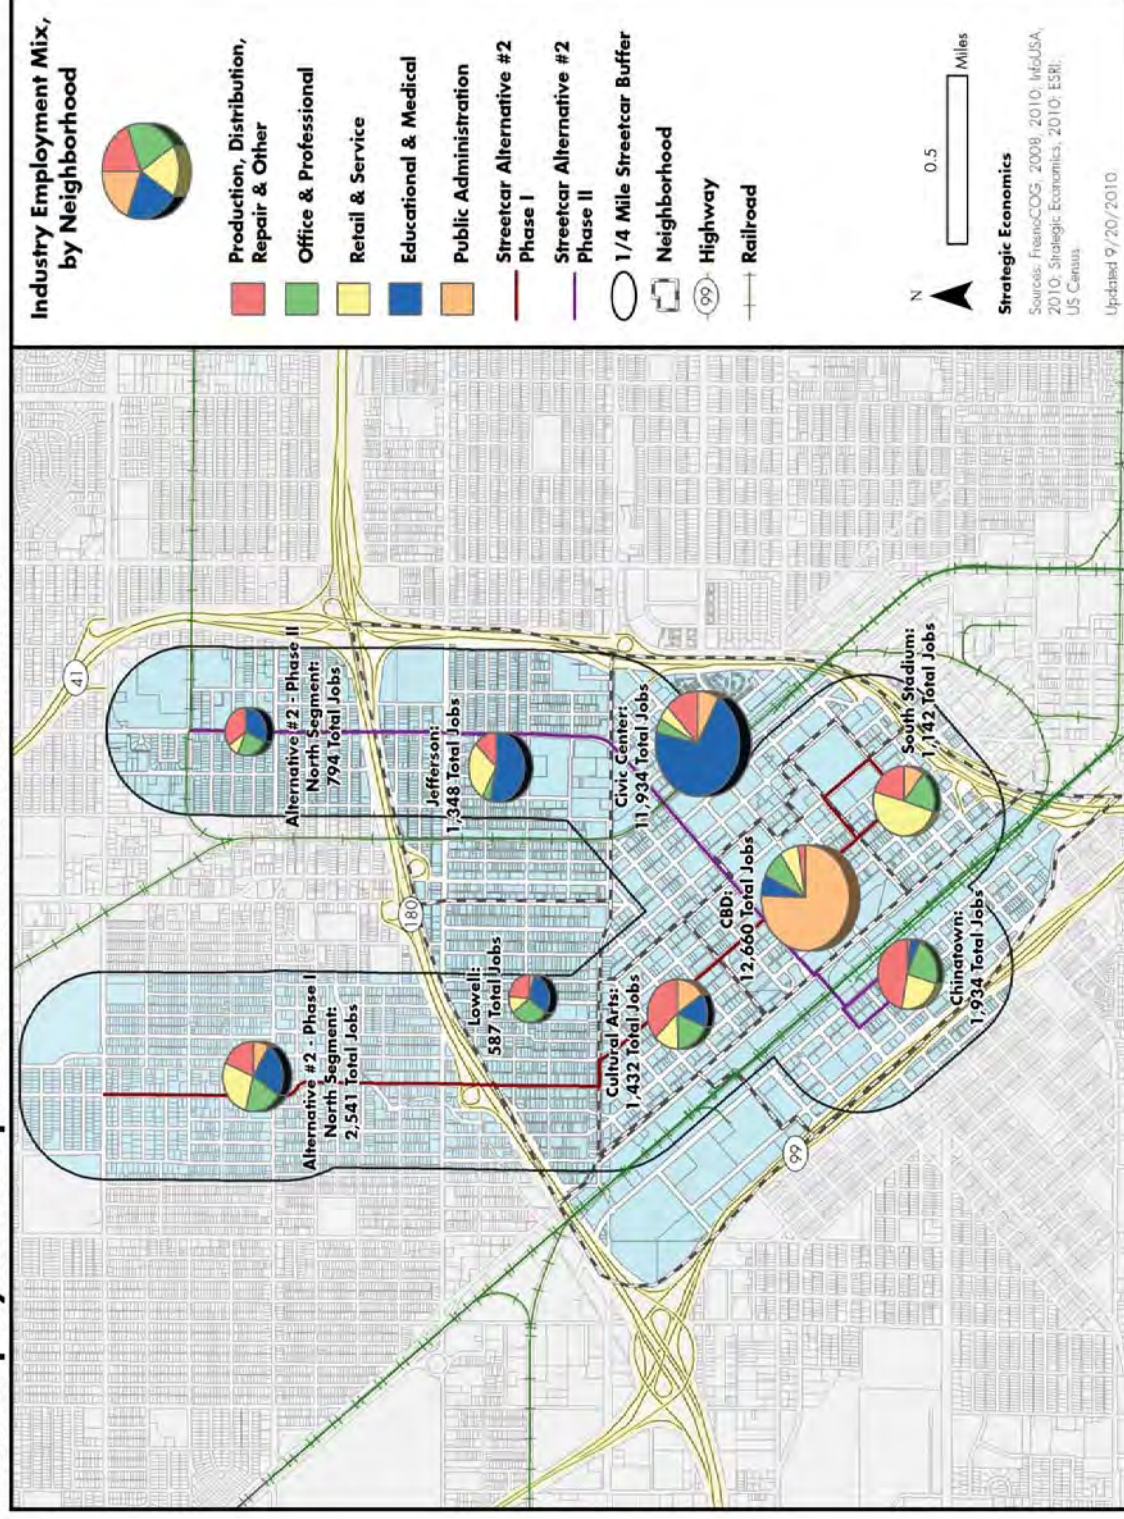 Industry Employment Mix,
by Neighborhood
Production, Distribution,
Repair & Other
Office & Professional
Retail & Service
Educational & Medical
Public Administration
Streetcar Alternative #2
Phase I
Streetcar Alternative #2
Phase II
1/4 Mile Streetcar Buffer
Neighborhood
99
Highway
Railroad
N
0.5
Miles
Strategic Economics
Sources: FresnoCOG, 2008, 2010; InfoUSA,
2010; Strategic Economics, 2010; ESRI;
US Census.
Updated 9/20/2010
41
Alternative #2 - Phase II
North Segment:
794 Total Jobs
Jefferson:
1,348 Total Jobs
Civic Center:
11,934 Total Jobs
South Stadium:
1,142 Total Jobs
180
CBD:
12,660 Total Jobs
Alternative #2 - Phase I
North Segment:
2,541 Total Jobs
Lowell:
587 Total Jobs
Cultural Arts:
1,432 Total Jobs
Chinatown:
1,934 Total Jobs
99